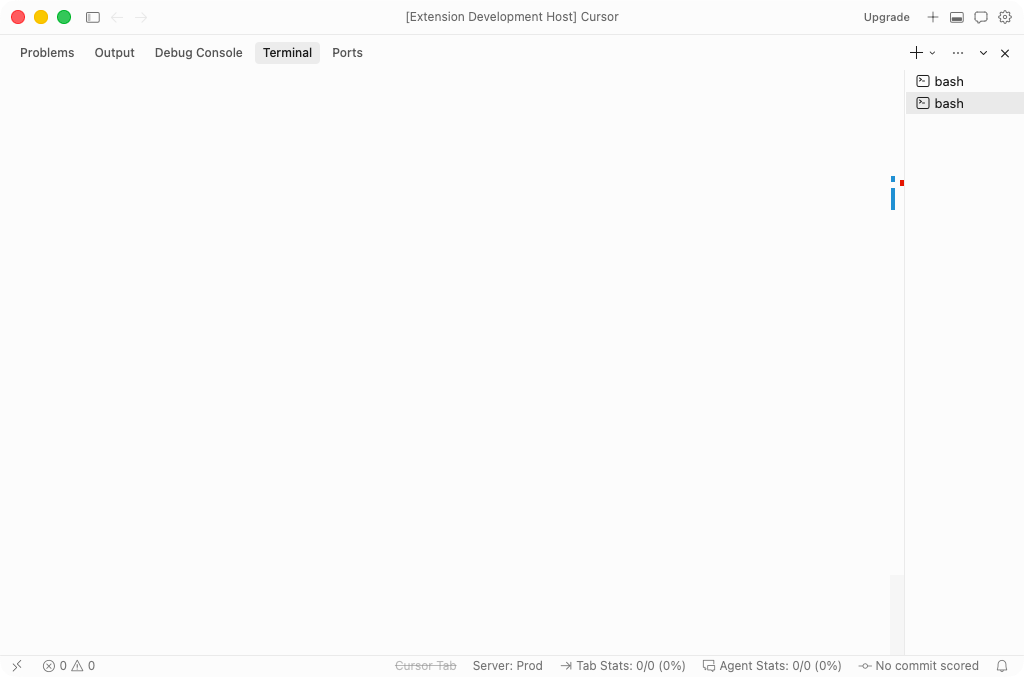 [Extension Development Host] Cursor
Upgrade
Problems Output Debug Console Terminal Ports
bash
bash
0 0
Cursor Tab Server: Prod Tab Stats: 0/0 (0%) Agent Stats: 0/0 (0%) No commit scored